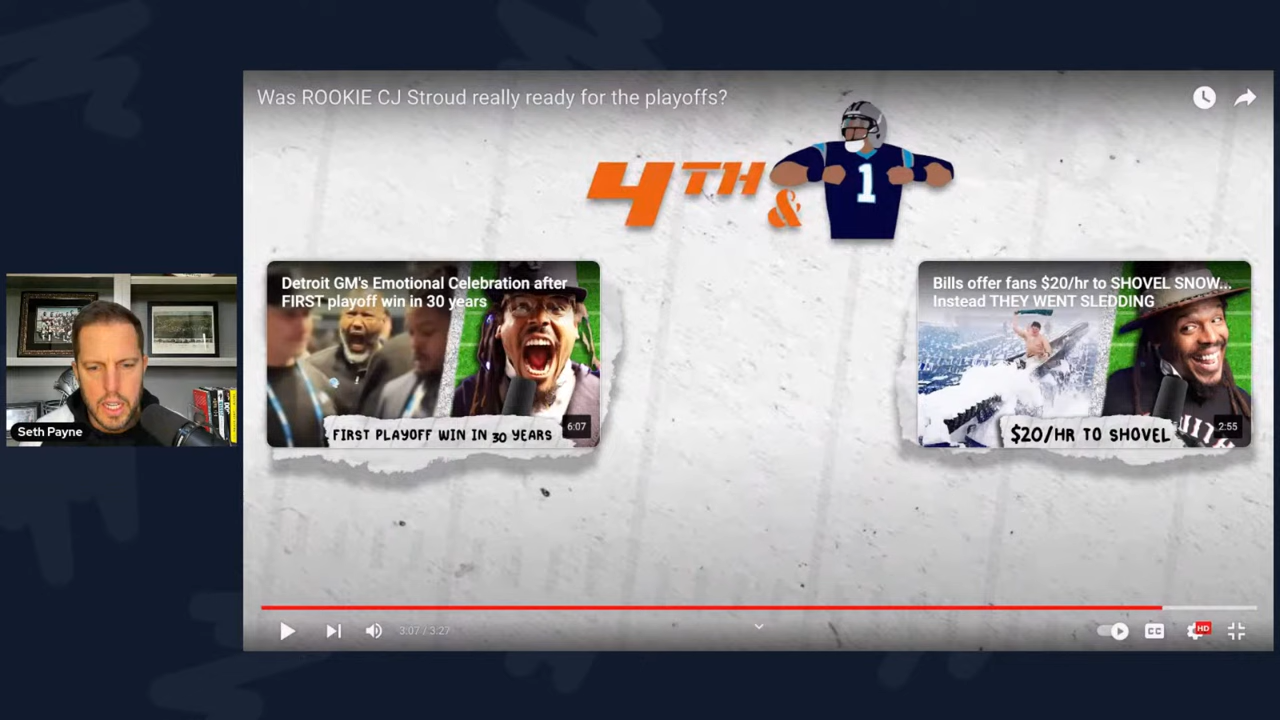 Was ROOKIE CJ Stroud really ready for the playoffs?
4TH
&
1
Detroit GM's Emotional Celebration after
FIRST playoff win in 30 years
FIRST PLAYOFF WIN IN 30 YEARS
6:07
Bills offer fans $20/hr to SHOVEL SNOW...
Instead THEY WENT SLEDDING
$20/HR TO SHOVEL
2:55
Seth Payne
3:07 / 3:27
CC
HD